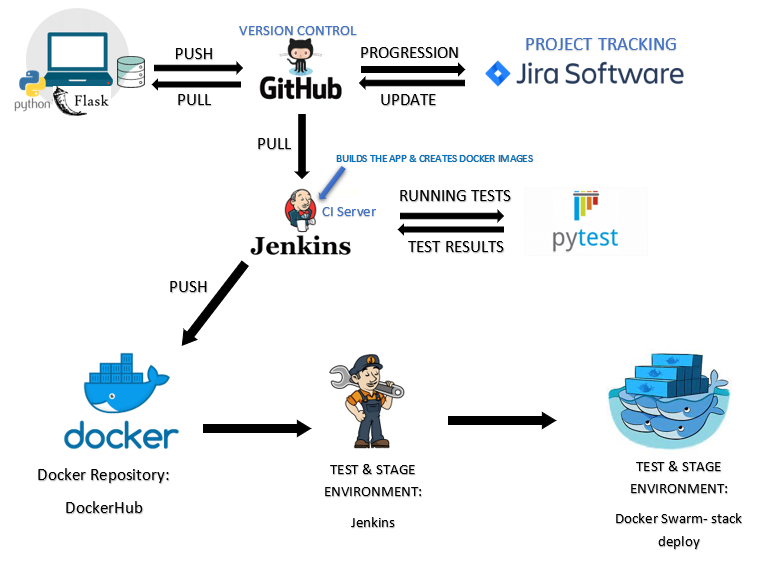 VERSION CONTROL
PUSH
PULL
python
Flask
GitHub
PROGRESSION
UPDATE
PROJECT TRACKING
Jira Software
PULL
BUILDS THE APP & CREATES DOCKER IMAGES
CI Server
Jenkins
RUNNING TESTS
TEST RESULTS
pytest
PUSH
docker
Docker Repository:
DockerHub
TEST & STAGE
ENVIRONMENT:
Jenkins
TEST & STAGE
ENVIRONMENT:
Docker Swarm- stack
deploy